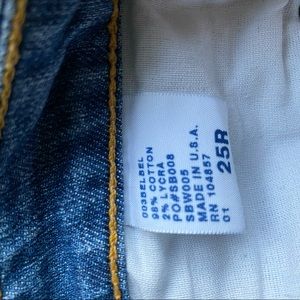 003BELBEL
98% COTTON
2% LYCRA
PO#SB008
SBW005
MADE IN U.S.A.
RN 104857
01 25R